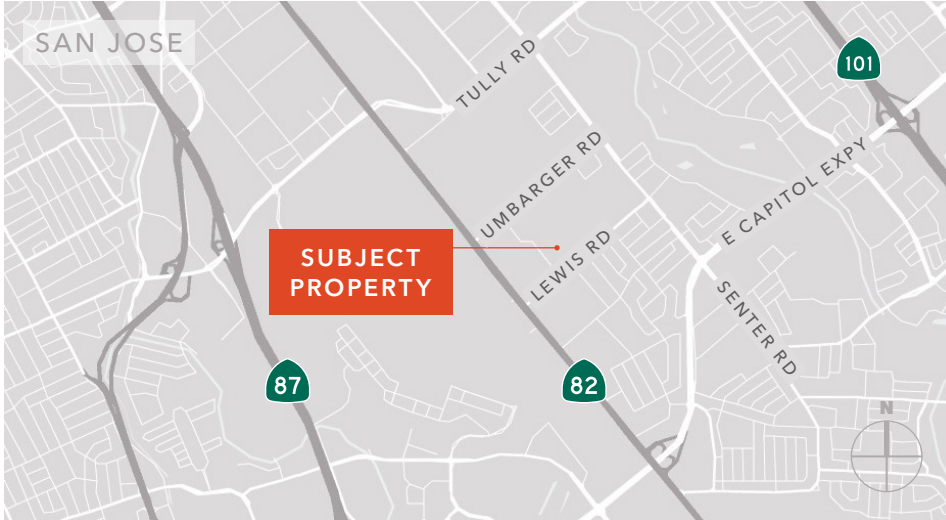 SAN JOSE
101
TULLY RD
UMBARGER RD
E CAPITOL EXPY
LEWIS RD
SUBJECT
PROPERTY
SENTER RD
87
82
N